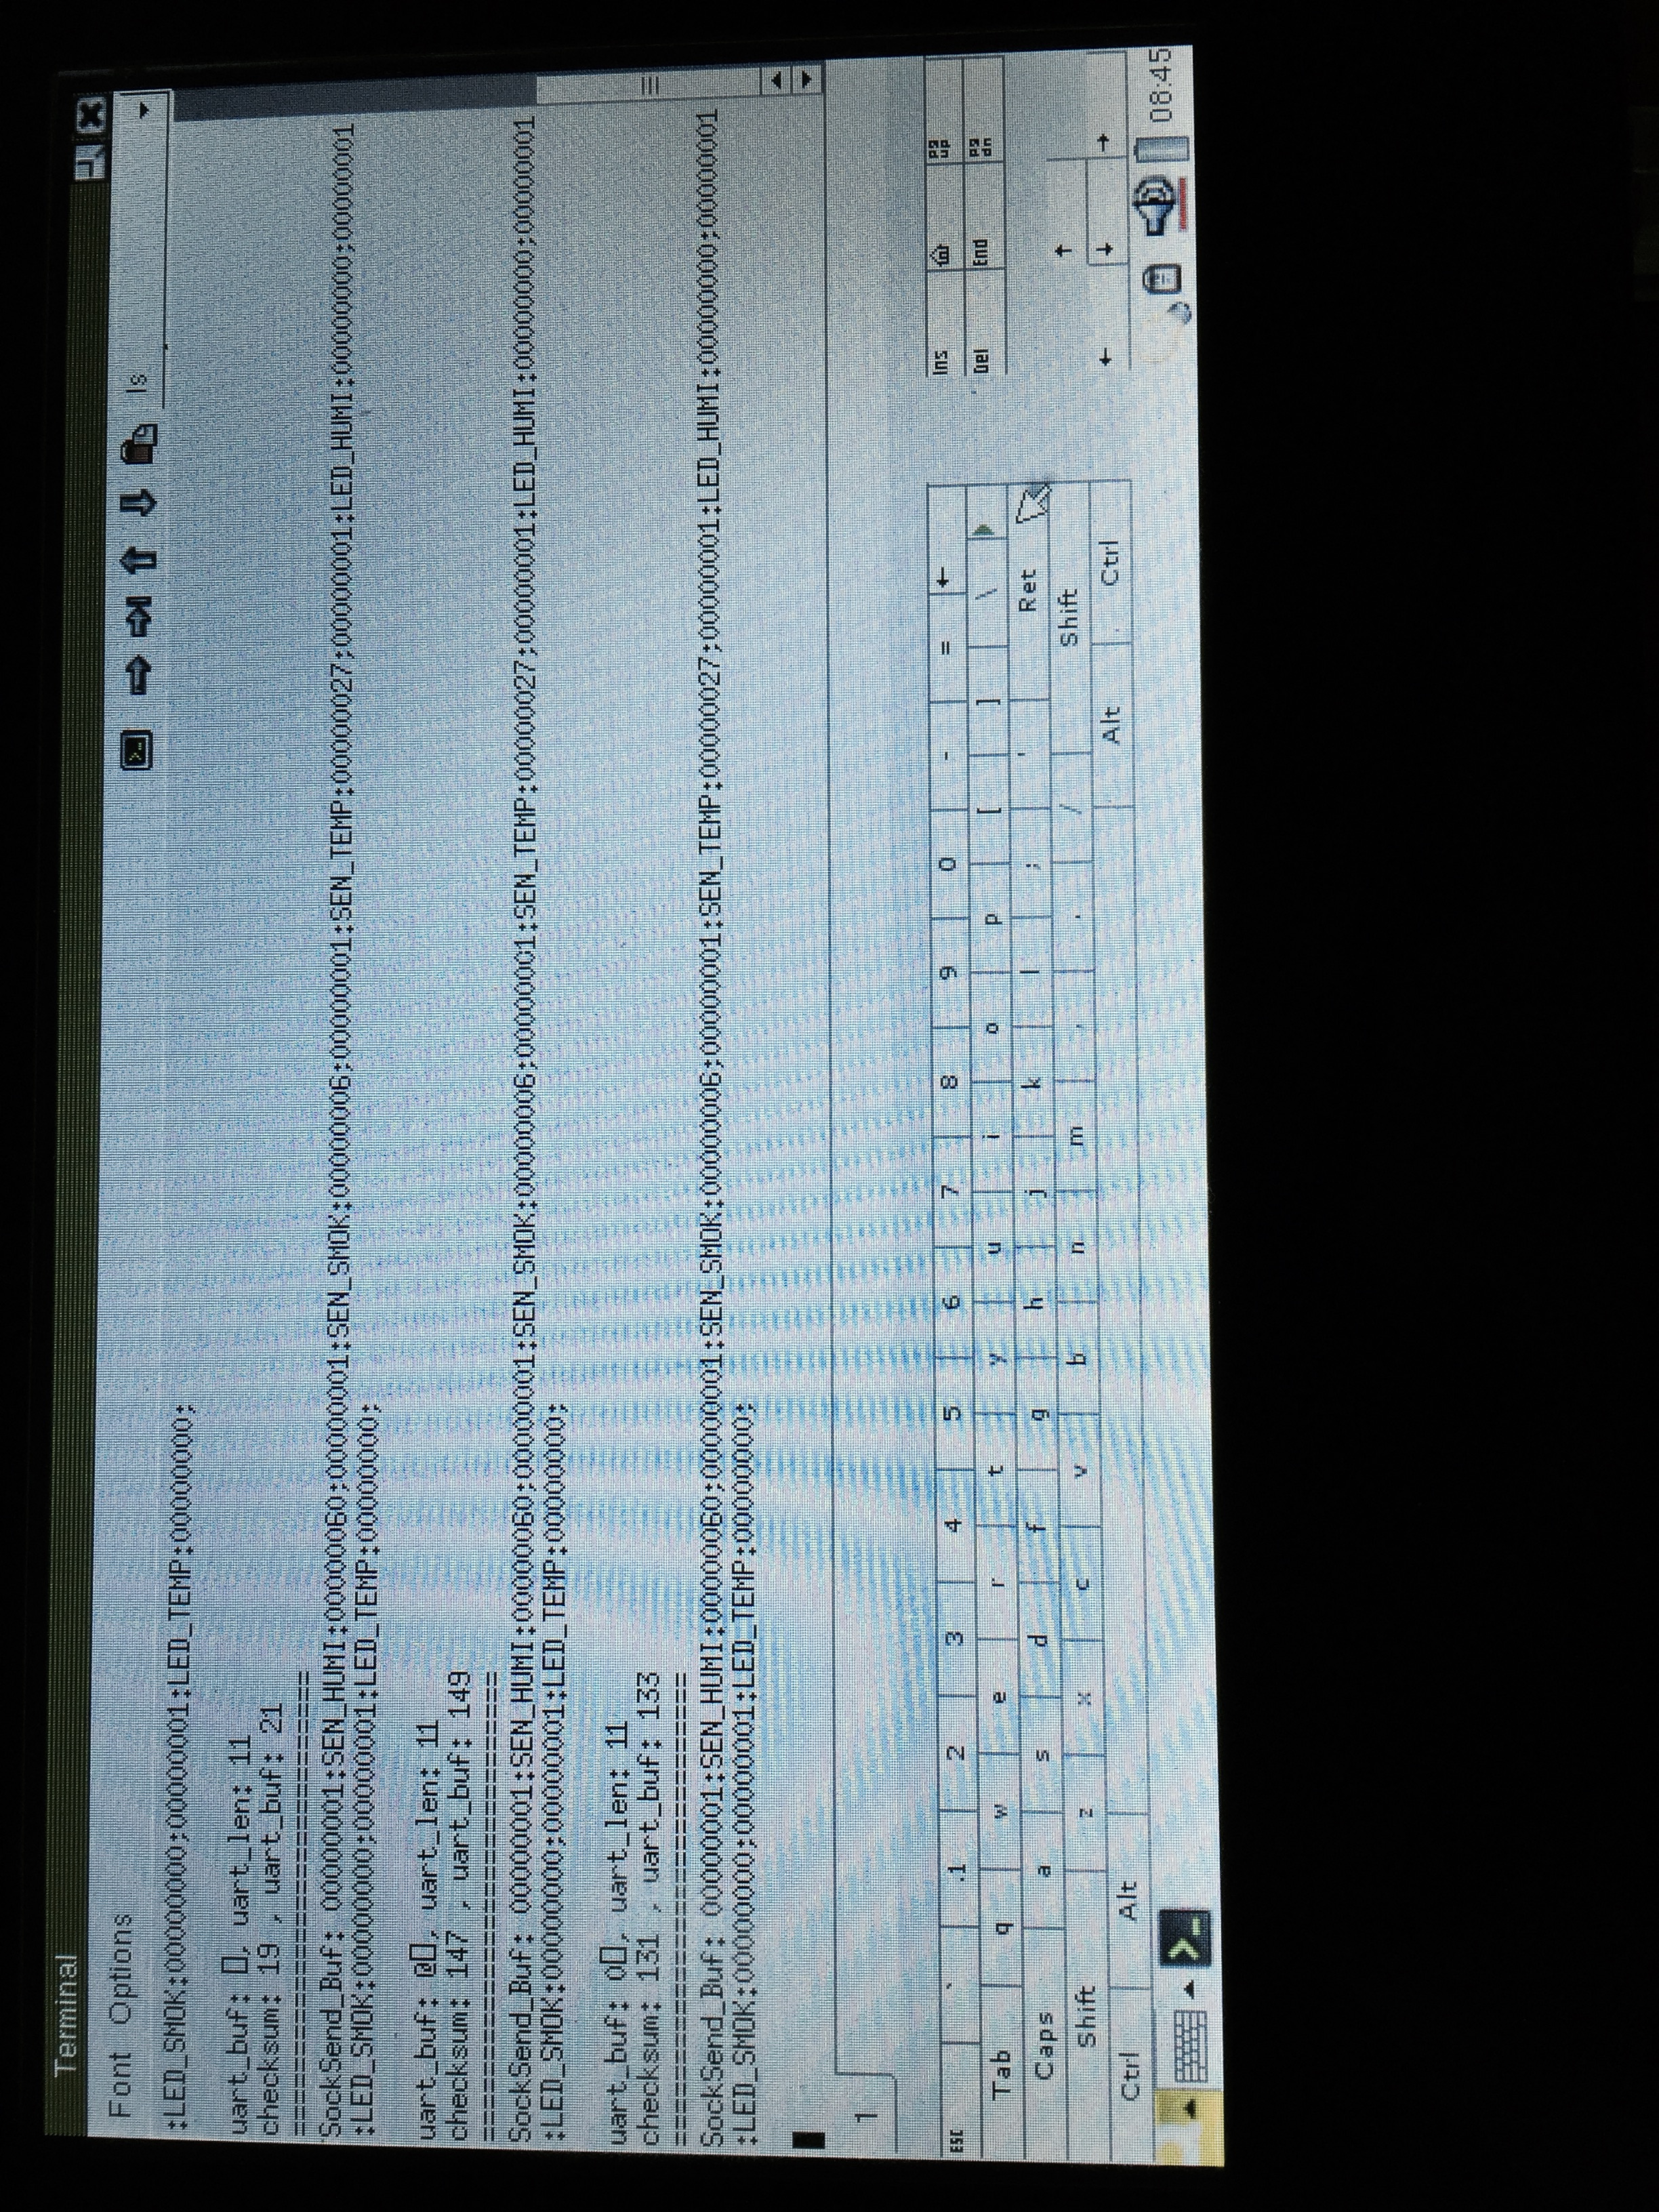 Terminal
Font Options
ls
:LED_SMOK:00000000;00000001:LED_TEMP:00000000;
uart_buf: , uart_len: 11
checksum: 19 , uart_buf: 21
=============================
SockSend_Buf: 00000001:SEN_HUMI:00000060;00000001:SEN_SMOK:00000006;00000001:SEN_TEMP:00000027;00000001:LED_HUMI:00000000;00000001
:LED_SMOK:00000000;00000001:LED_TEMP:00000000;
uart_buf: @, uart_len: 11
checksum: 147 , uart_buf: 149
=============================
SockSend_Buf: 00000001:SEN_HUMI:00000060;00000001:SEN_SMOK:00000006;00000001:SEN_TEMP:00000027;00000001:LED_HUMI:00000000;00000001
:LED_SMOK:00000000;00000001:LED_TEMP:00000000;
uart_buf: o, uart_len: 11
checksum: 131 , uart_buf: 133
=============================
SockSend_Buf: 00000001:SEN_HUMI:00000060;00000001:SEN_SMOK:00000006;00000001:SEN_TEMP:00000027;00000001:LED_HUMI:00000000;00000001
:LED_SMOK:00000000;00000001:LED_TEMP:00000000;
1
ESC ` 1 2 3 4 5 6 7 8 9 0 - = ← Ins Pg up
Tab q w e r t y u i o p [ ] \ Del End Pg dn
Caps a s d f g h j k l ; ' Ret
Shift z x c v b n m , . / Shift ↑
Ctrl Alt Alt Ctrl ← ↓ →
08:45